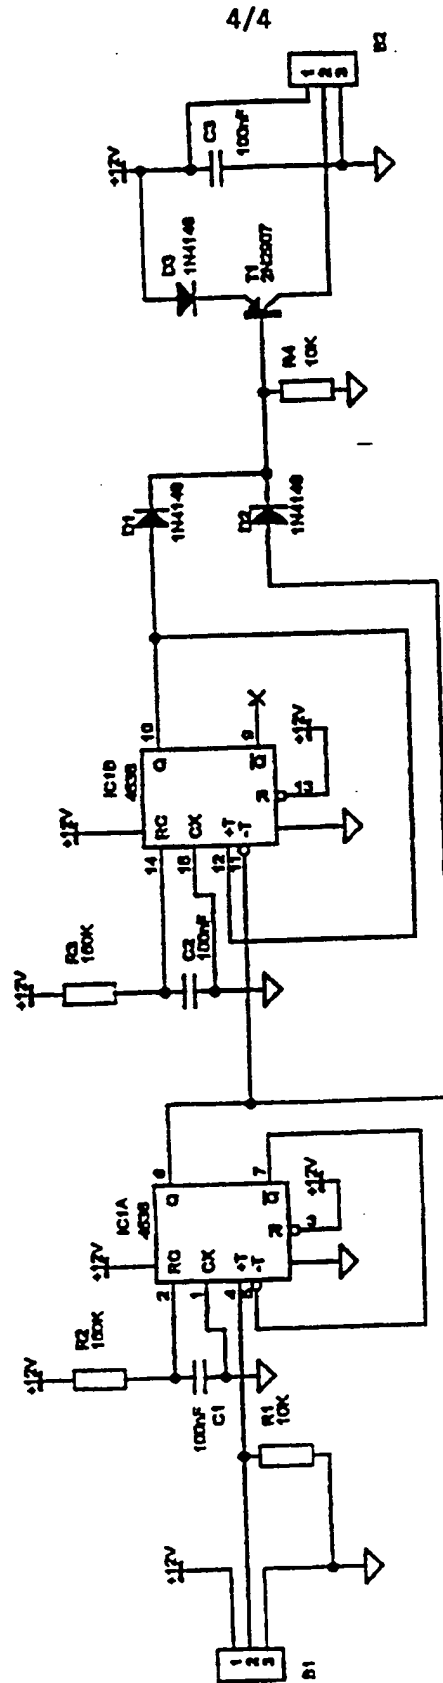 4/4
+12V
1
2
3
B1
R1
10K
+12V
R2
150K
100nF
C1
+12V
IC1A
4538
2
RC
1
CX
4
+T
5
-T
6
Q
7
Q
R
3
+12V
+12V
R3
150K
C2
100nF
+12V
IC1B
4538
14
RC
15
CX
12
+T
11
-T
10
Q
9
Q
R
13
+12V
D1
1N4148
D2
1N4148
R4
10K
+12V
D3
1N4148
T1
2N2907
C3
100nF
1
2
3
B2